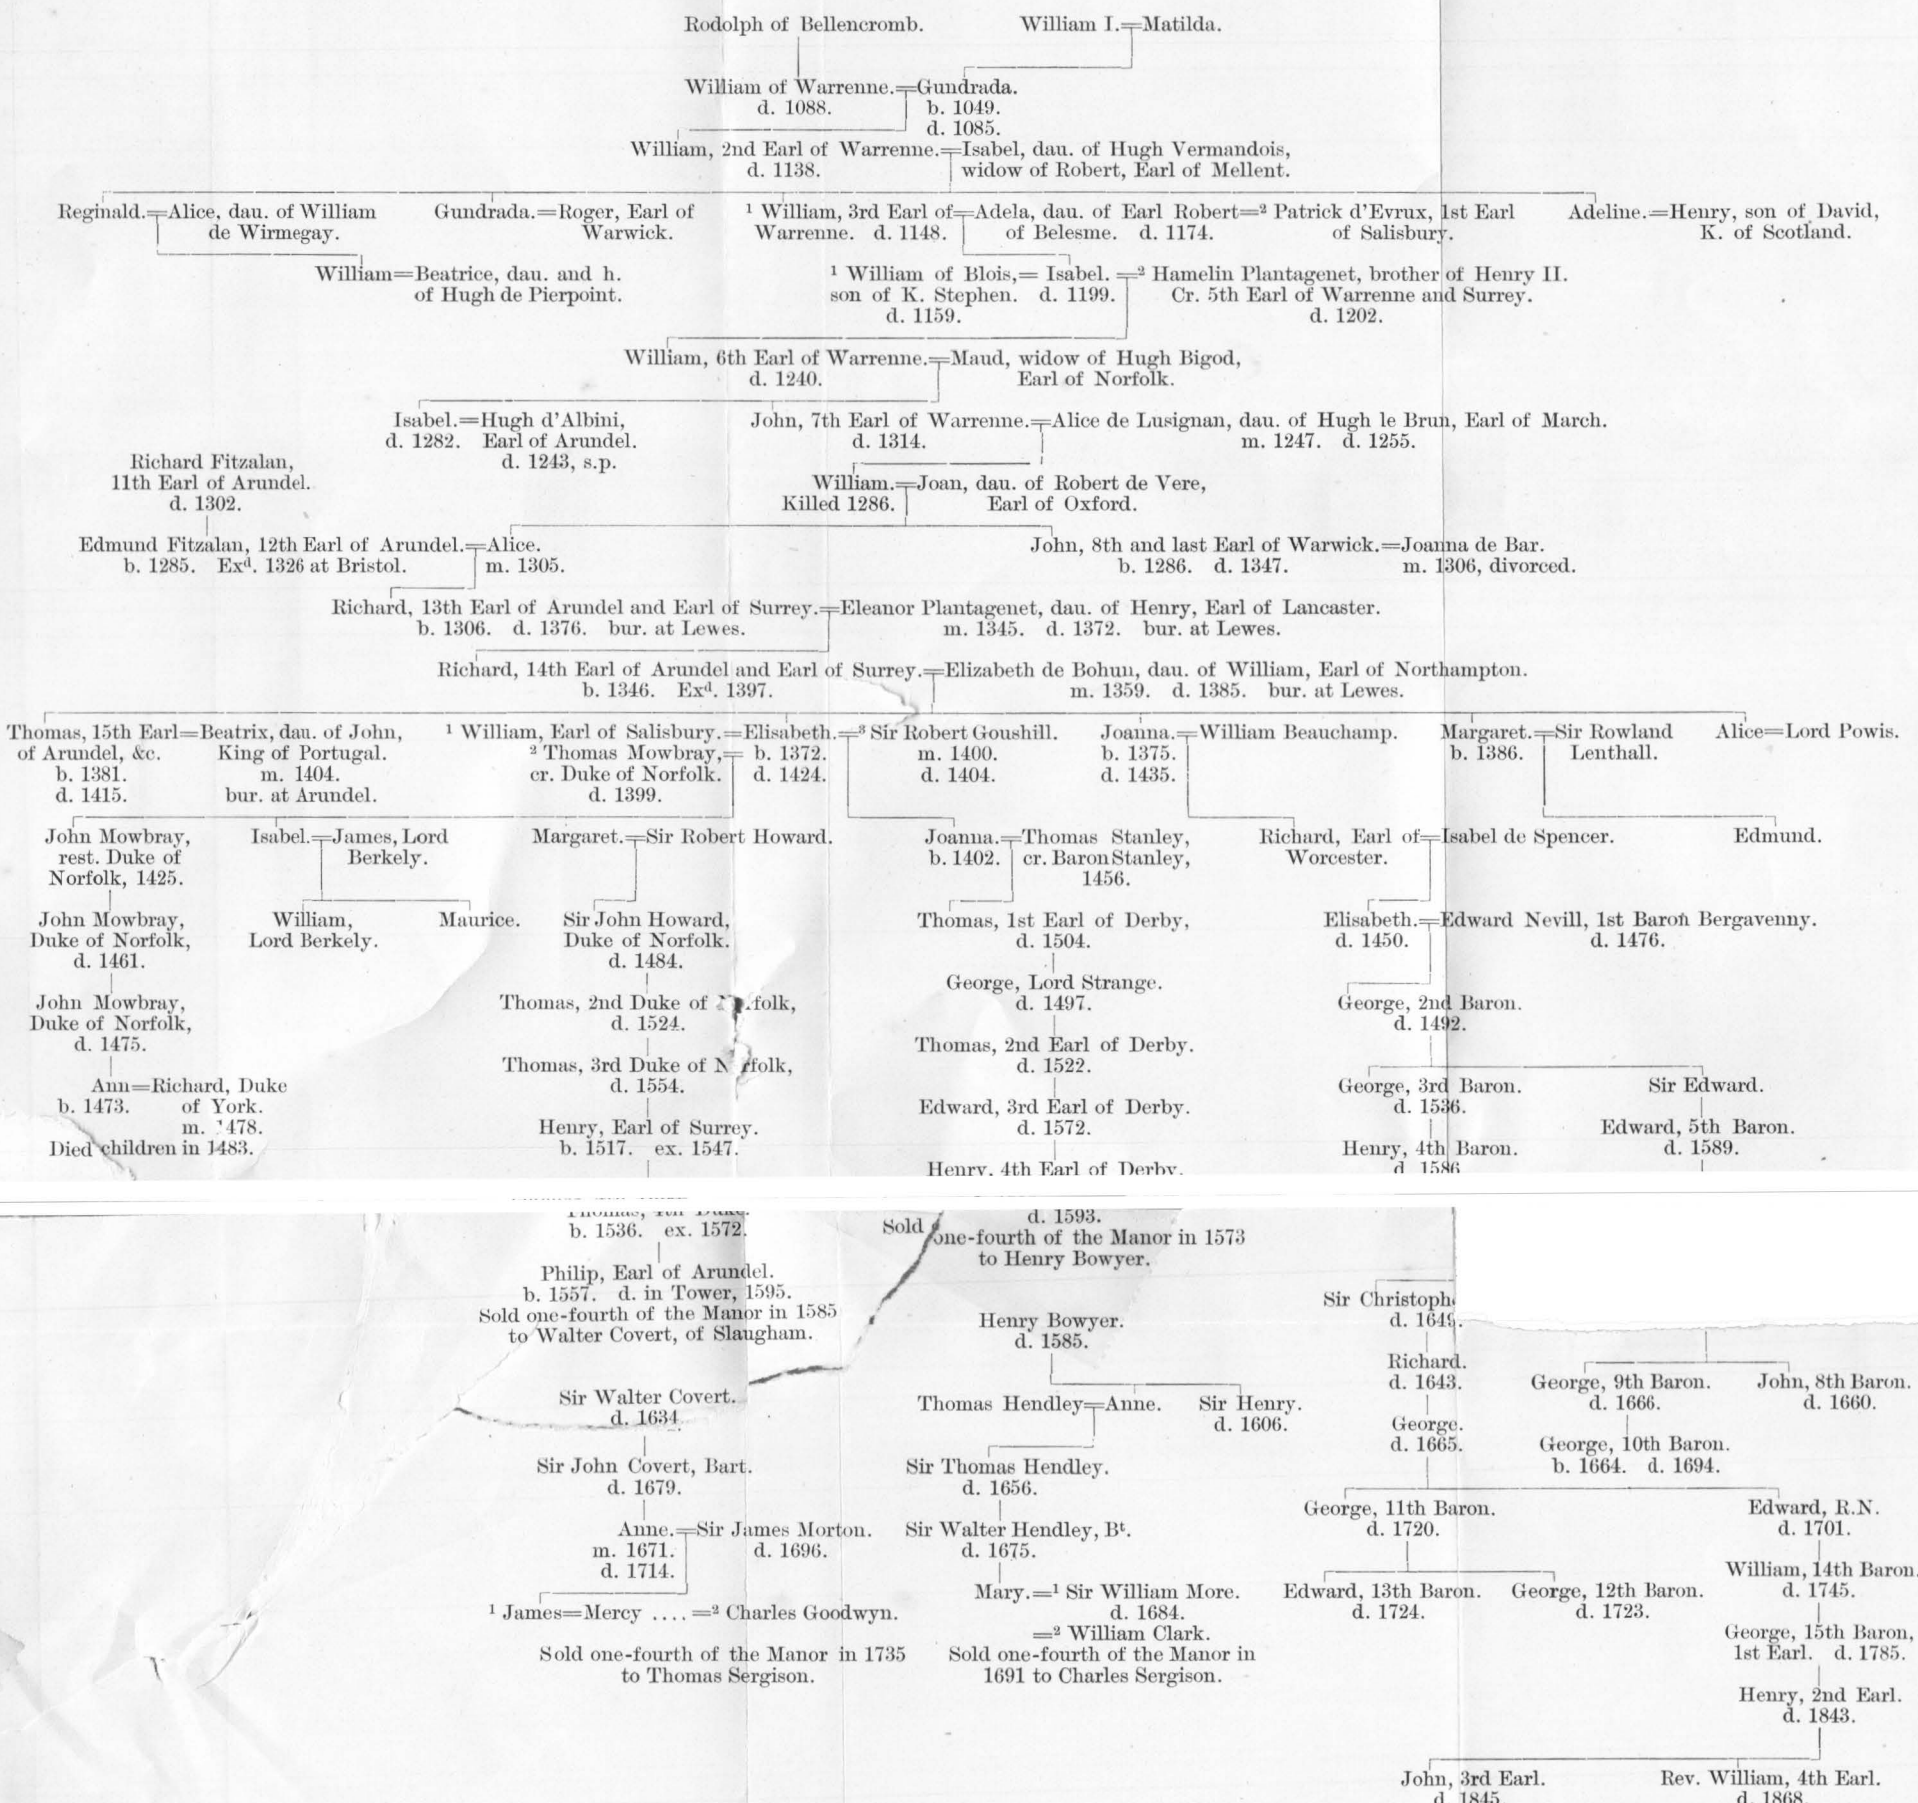 Rodolph of Bellencromb. William I.=Matilda.
William of Warrenne.=Gundrada.
d. 1088. b. 1049.
d. 1085.
William, 2nd Earl of Warrenne.=Isabel, dau. of Hugh Vermandois,
d. 1138. widow of Robert, Earl of Mellent.
Reginald.=Alice, dau. of William Gundrada.=Roger, Earl of ¹ William, 3rd Earl of=Adela, dau. of Earl Robert=² Patrick d'Evrux, 1st Earl Adeline.=Henry, son of David,
de Wirmegay. Warwick. Warrenne. d. 1148. of Belesme. d. 1174. of Salisbury. K. of Scotland.
William=Beatrice, dau. and h. ¹ William of Blois,= Isabel. =² Hamelin Plantagenet, brother of Henry II.
of Hugh de Pierpoint. son of K. Stephen. d. 1199. Cr. 5th Earl of Warrenne and Surrey.
d. 1159. d. 1202.
William, 6th Earl of Warrenne.=Maud, widow of Hugh Bigod,
d. 1240. Earl of Norfolk.
Isabel.=Hugh d'Albini, John, 7th Earl of Warrenne.=Alice de Lusignan, dau. of Hugh le Brun, Earl of March.
d. 1282. Earl of Arundel. d. 1314. m. 1247. d. 1255.
Richard Fitzalan, d. 1243, s.p.
11th Earl of Arundel. William.=Joan, dau. of Robert de Vere,
d. 1302. Killed 1286. Earl of Oxford.
Edmund Fitzalan, 12th Earl of Arundel.=Alice. John, 8th and last Earl of Warwick.=Joanna de Bar.
b. 1285. Exᵈ. 1326 at Bristol. m. 1305. b. 1286. d. 1347. m. 1306, divorced.
Richard, 13th Earl of Arundel and Earl of Surrey.=Eleanor Plantagenet, dau. of Henry, Earl of Lancaster.
b. 1306. d. 1376. bur. at Lewes. m. 1345. d. 1372. bur. at Lewes.
Richard, 14th Earl of Arundel and Earl of Surrey.=Elizabeth de Bohun, dau. of William, Earl of Northampton.
b. 1346. Exᵈ. 1397. m. 1359. d. 1385. bur. at Lewes.
Thomas, 15th Earl=Beatrix, dau. of John, ¹ William, Earl of Salisbury.=Elisabeth.=³ Sir Robert Goushill. Joanna.=William Beauchamp. Margaret.=Sir Rowland Alice=Lord Powis.
of Arundel, &c. King of Portugal. ² Thomas Mowbray,= b. 1372. m. 1400. b. 1375. b. 1386. Lenthall.
b. 1381. m. 1404. cr. Duke of Norfolk. d. 1424. d. 1404. d. 1435.
d. 1415. bur. at Arundel. d. 1399.
John Mowbray, Isabel.=James, Lord Margaret.=Sir Robert Howard. Joanna.=Thomas Stanley, Richard, Earl of=Isabel de Spencer. Edmund.
rest. Duke of Berkely. b. 1402. cr. Baron Stanley, Worcester.
Norfolk, 1425. 1456.
John Mowbray, William, Maurice. Sir John Howard, Thomas, 1st Earl of Derby, Elisabeth.=Edward Nevill, 1st Baron Bergavenny.
Duke of Norfolk, Lord Berkely. Duke of Norfolk. d. 1504. d. 1450. d. 1476.
d. 1461. d. 1484.
George, Lord Strange.
John Mowbray, Thomas, 2nd Duke of folk, d. 1497. George, 2nd Baron.
Duke of Norfolk, d. 1524. d. 1492.
d. 1475. Thomas, 2nd Earl of Derby.
Thomas, 3rd Duke of N rfolk, d. 1522.
Ann=Richard, Duke d. 1554. George, 3rd Baron. Sir Edward.
b. 1473. of York. Edward, 3rd Earl of Derby. d. 1536.
m. 1478. Henry, Earl of Surrey. d. 1572. Edward, 5th Baron.
Died children in 1483. b. 1517. ex. 1547. Henry, 4th Baron. d. 1589.
Henry, 4th Earl of Derby. d. 1586
Thomas, 4th Duke. d. 1593.
b. 1536. ex. 1572. Sold one-fourth of the Manor in 1573
to Henry Bowyer.
Philip, Earl of Arundel.
b. 1557. d. in Tower, 1595. Sir Christoph
Sold one-fourth of the Manor in 1585 Henry Bowyer. d. 1649.
to Walter Covert, of Slaugham. d. 1585.
Richard.
d. 1643. George, 9th Baron. John, 8th Baron.
Sir Walter Covert. Thomas Hendley=Anne. Sir Henry. d. 1666. d. 1660.
d. 1634. d. 1606. George.
d. 1665. George, 10th Baron.
Sir John Covert, Bart. Sir Thomas Hendley. b. 1664. d. 1694.
d. 1679. d. 1656.
George, 11th Baron. Edward, R.N.
Anne.=Sir James Morton. Sir Walter Hendley, Bᵗ. d. 1720. d. 1701.
m. 1671. d. 1696. d. 1675.
d. 1714. William, 14th Baron.
Mary.=¹ Sir William More. Edward, 13th Baron. George, 12th Baron. d. 1745.
¹ James=Mercy .... =² Charles Goodwyn. d. 1684. d. 1724. d. 1723.
=² William Clark. George, 15th Baron,
Sold one-fourth of the Manor in 1735 Sold one-fourth of the Manor in 1st Earl. d. 1785.
to Thomas Sergison. 1691 to Charles Sergison.
Henry, 2nd Earl.
d. 1843.
John, 3rd Earl. Rev. William, 4th Earl.
d. 1845 d. 1868.